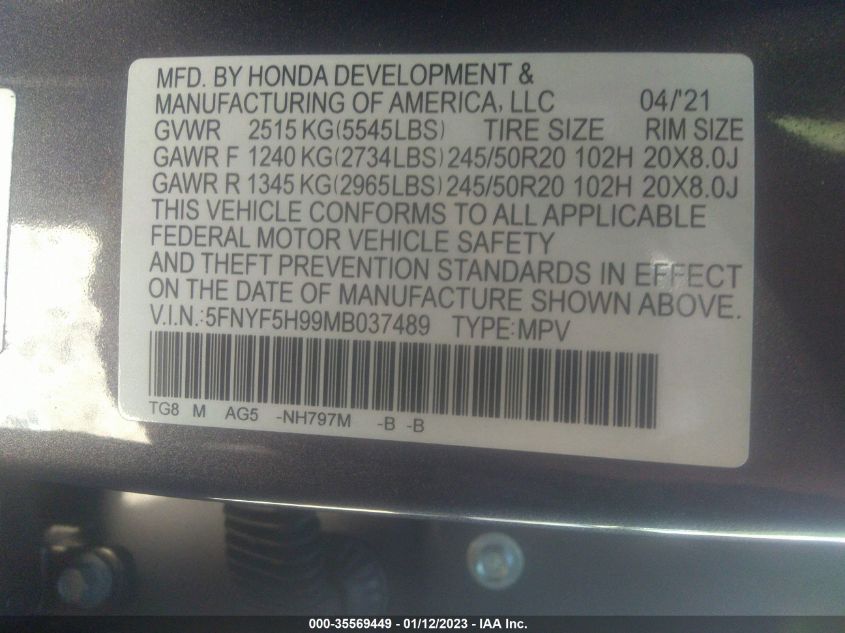 MFD. BY HONDA DEVELOPMENT &
MANUFACTURING OF AMERICA, LLC 04/'21
GVWR 2515 KG(5545LBS) TIRE SIZE RIM SIZE
GAWR F 1240 KG(2734LBS) 245/50R20 102H 20X8.0J
GAWR R 1345 KG(2965LBS) 245/50R20 102H 20X8.0J
THIS VEHICLE CONFORMS TO ALL APPLICABLE
FEDERAL MOTOR VEHICLE SAFETY
AND THEFT PREVENTION STANDARDS IN EFFECT
ON THE DATE OF MANUFACTURE SHOWN ABOVE.
V.I.N.:5FNYF5H99MB037489 TYPE:MPV
TG8 M AG5 -NH797M -B -B
000-35569449 - 01/12/2023 - IAA Inc.